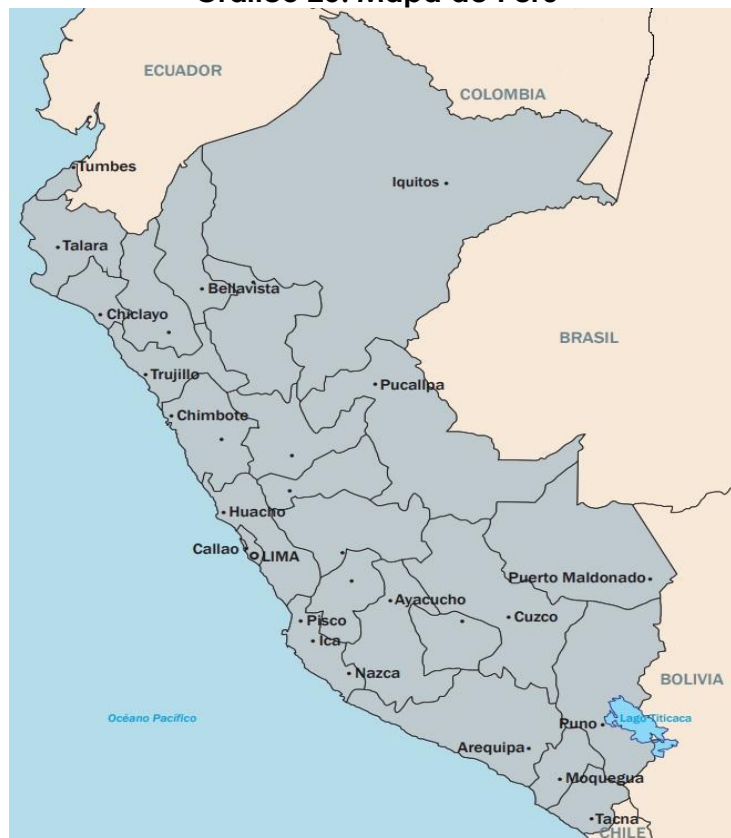 ECUADOR
COLOMBIA
Tumbes
Iquitos
Talara
Bellavista
Chiclayo
BRASIL
Trujillo
Pucallpa
Chimbote
Huacho
Callao
LIMA
Puerto Maldonado
Ayacucho
Cuzco
Pisco
Ica
Nazca
BOLIVIA
Océano Pacífico
Puno
Lago Titicaca
Arequipa
Moquegua
Tacna
CHILE